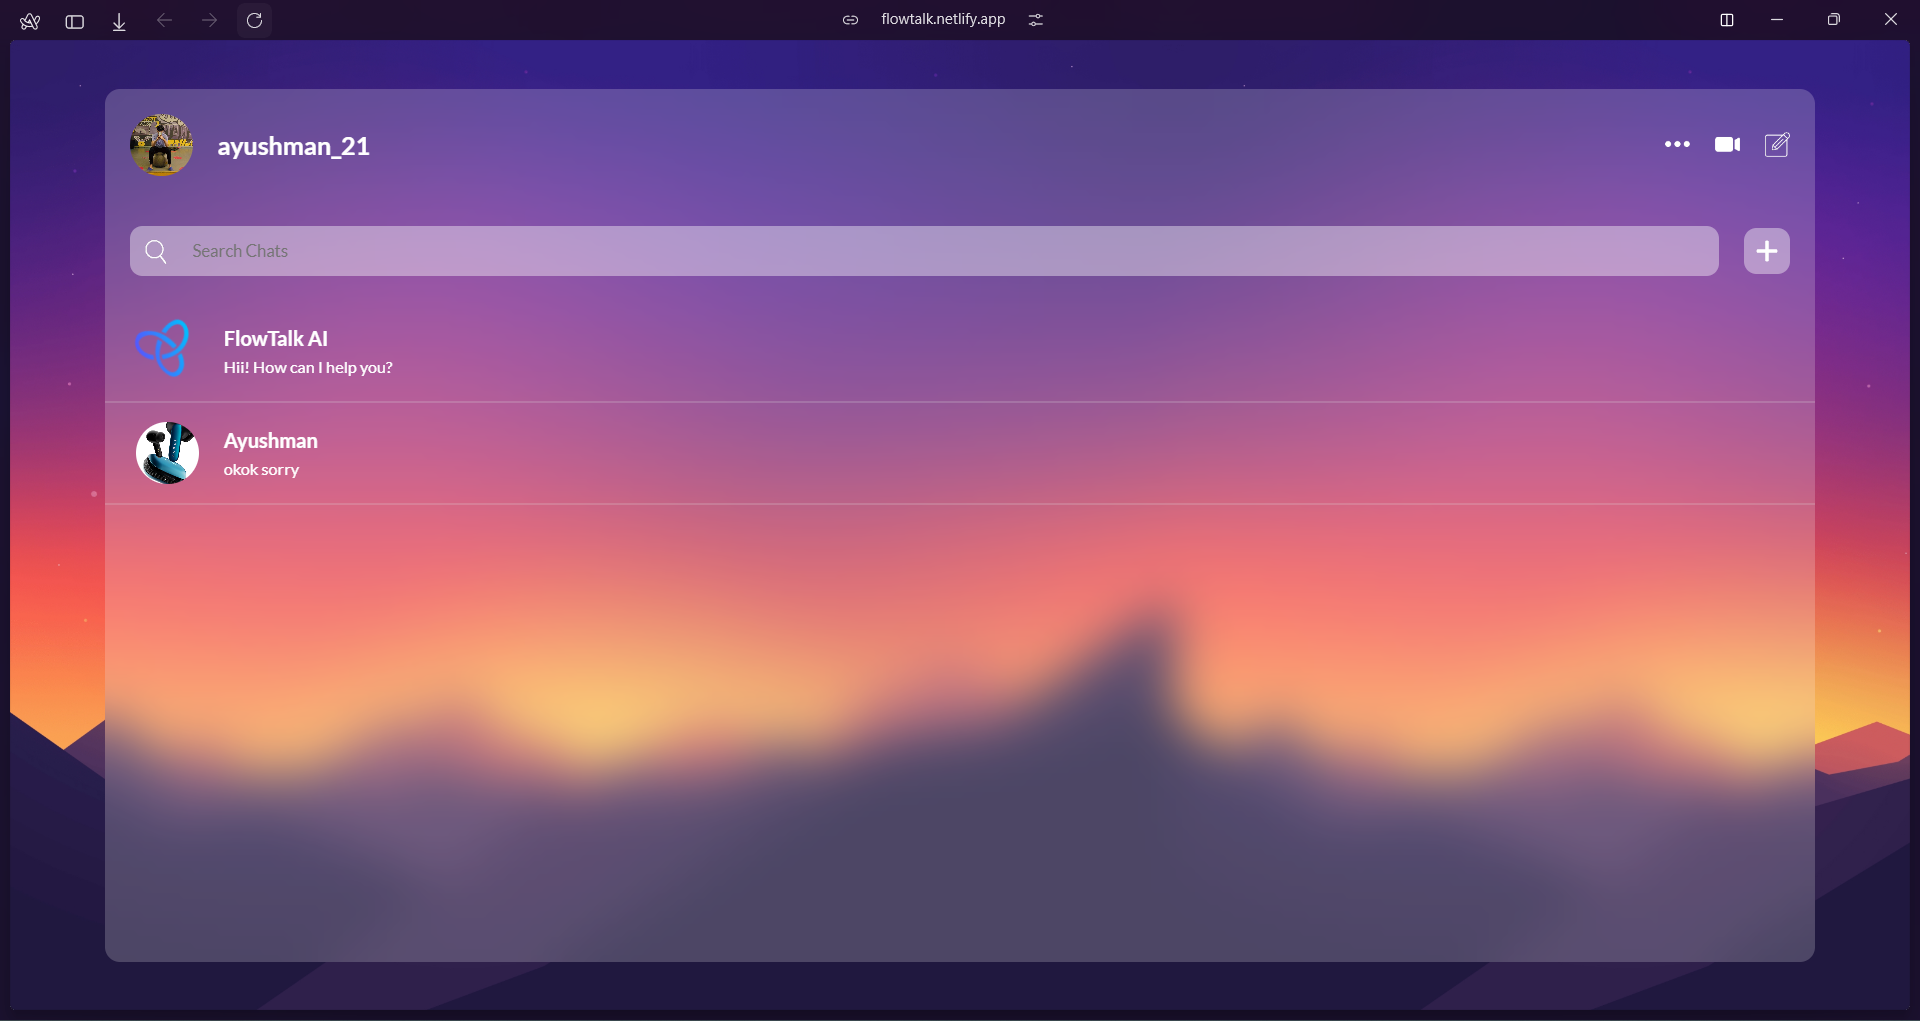 flowtalk.netlify.app
ayushman_21
Search Chats
FlowTalk AI
Hii! How can I help you?
Ayushman
okok sorry